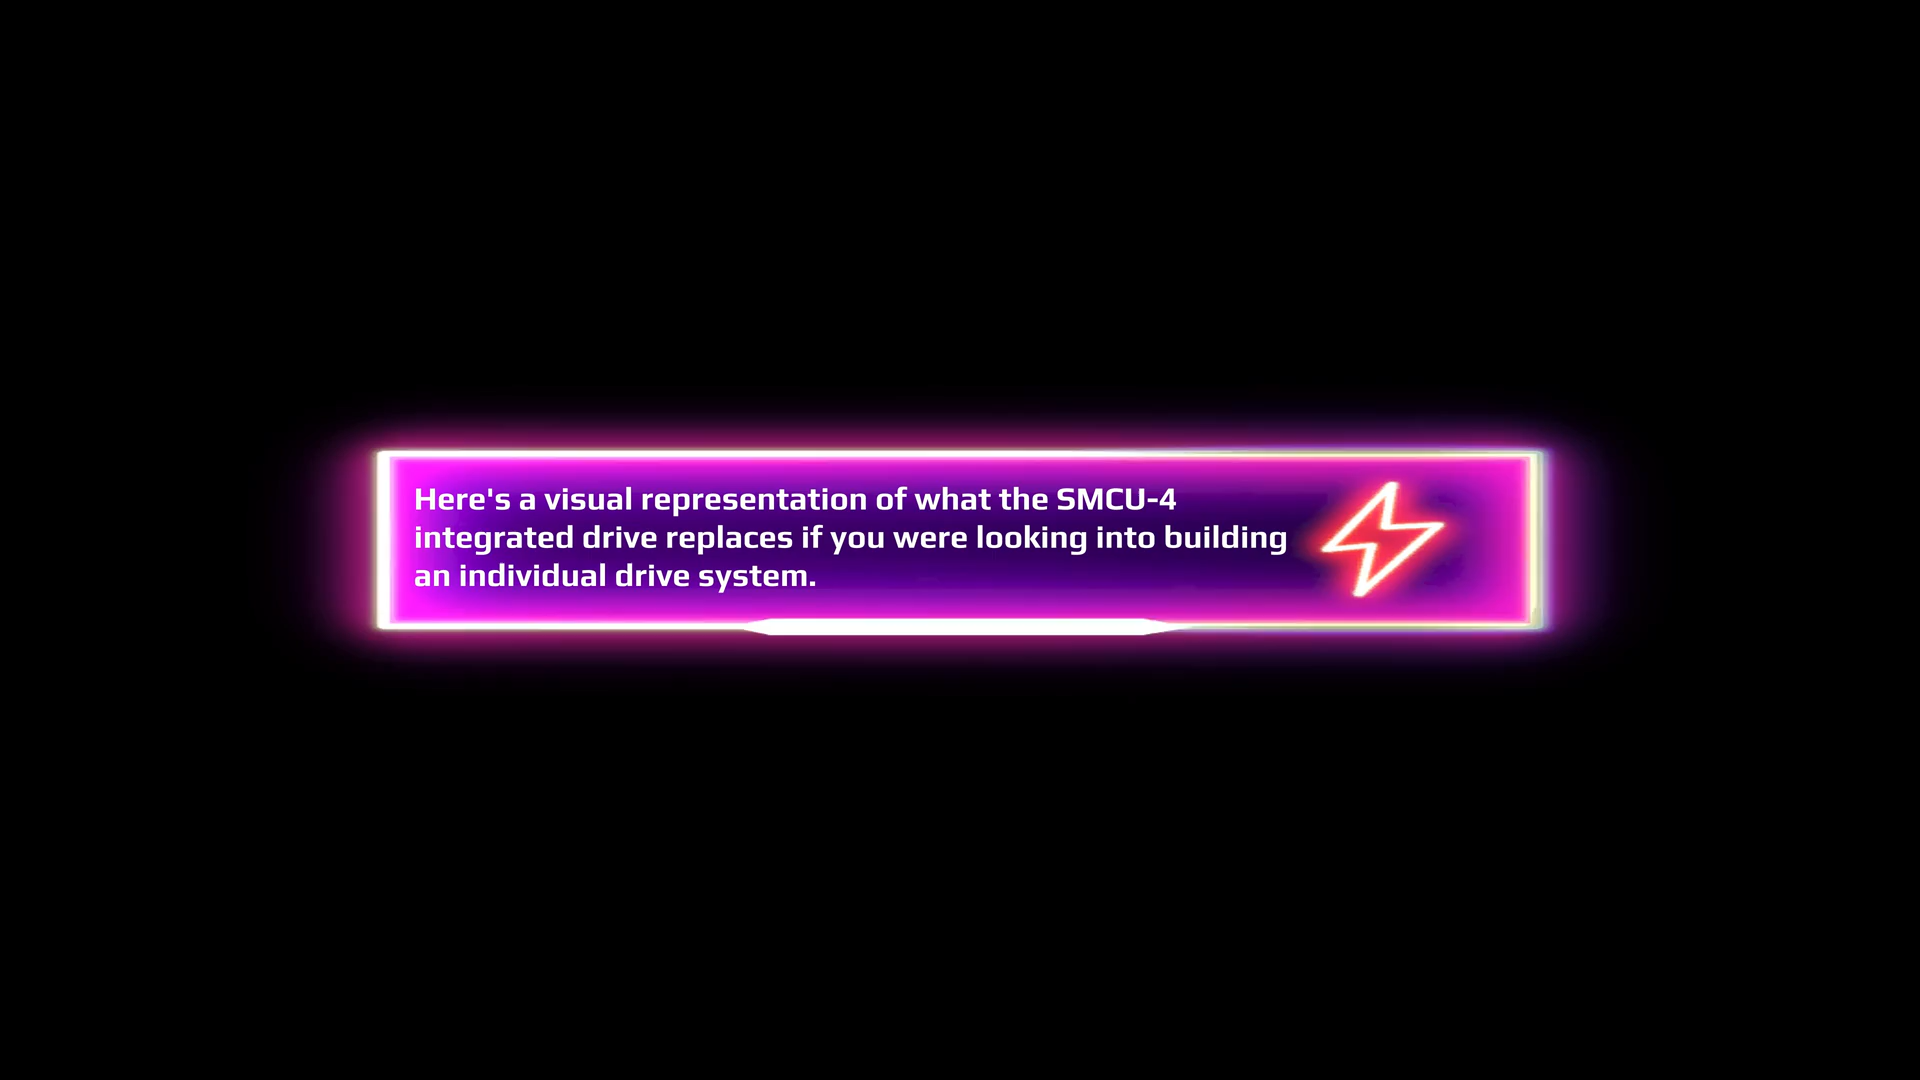 Here's a visual representation of what the SMCU-4
integrated drive replaces if you were looking into building
an individual drive system.